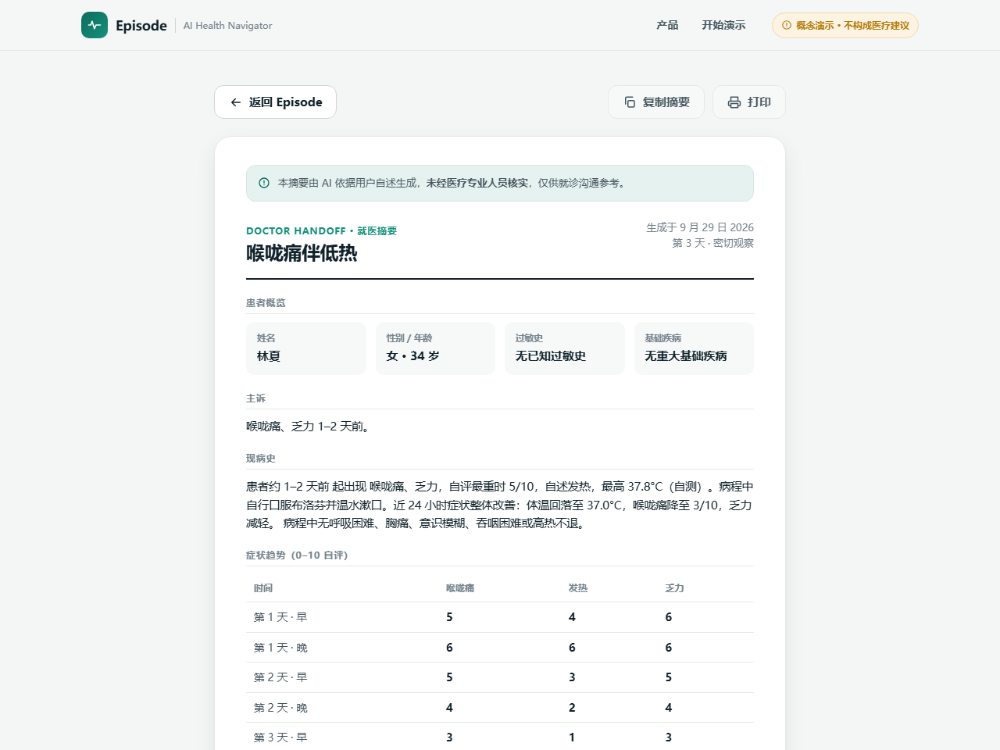 Episode
AI Health Navigator
产品
开始演示
概念演示 • 不构成医疗建议
返回 Episode
复制摘要
打印
本摘要由 AI 依据用户自述生成，未经医疗专业人员核实，仅供就诊沟通参考。
DOCTOR HANDOFF • 就医摘要
喉咙痛伴低热
生成于 9 月 29 日 2026
第 3 天 · 密切观察
患者概览
姓名
林夏
性别 / 年龄
女 • 34 岁
过敏史
无已知过敏史
基础疾病
无重大基础疾病
主诉
喉咙痛、乏力 1–2 天前。
现病史
患者约 1–2 天前 起出现 喉咙痛、乏力，自评最重时 5/10，自述发热，最高 37.8°C（自测）。病程中
自行口服布洛芬并温水漱口。近 24 小时症状整体改善：体温回落至 37.0°C，喉咙痛降至 3/10，乏力
减轻。 病程中无呼吸困难、胸痛、意识模糊、吞咽困难或高热不退。
症状趋势（0–10 自评）
时间 喉咙痛 发热 乏力
第 1 天 · 早 5 4 6
第 1 天 · 晚 6 6 6
第 2 天 · 早 5 3 5
第 2 天 · 晚 4 2 4
第 3 天 · 早 3 1 3